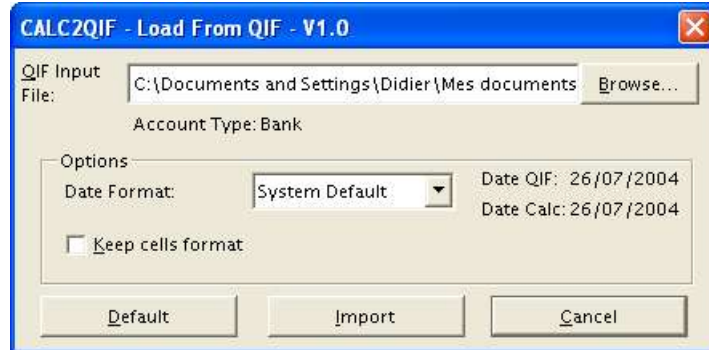 CALC2QIF - Load From QIF - V1.0
QIF Input
File:
C:\Documents and Settings\Didier\Mes documents
Browse...
Account Type: Bank
Options
Date Format:
System Default
Date QIF: 26/07/2004
Date Calc: 26/07/2004
Keep cells format
Default
Import
Cancel